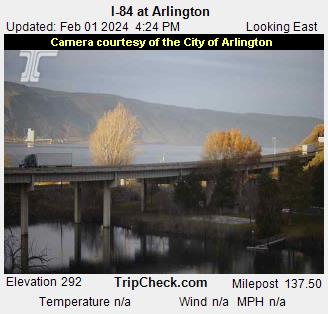 I-84 at Arlington
Updated: Feb 01 2024 4:24 PM Looking East
Camera courtesy of the City of Arlington
Elevation 292 TripCheck.com Milepost 137.50
Temperature n/a Wind n/a MPH n/a